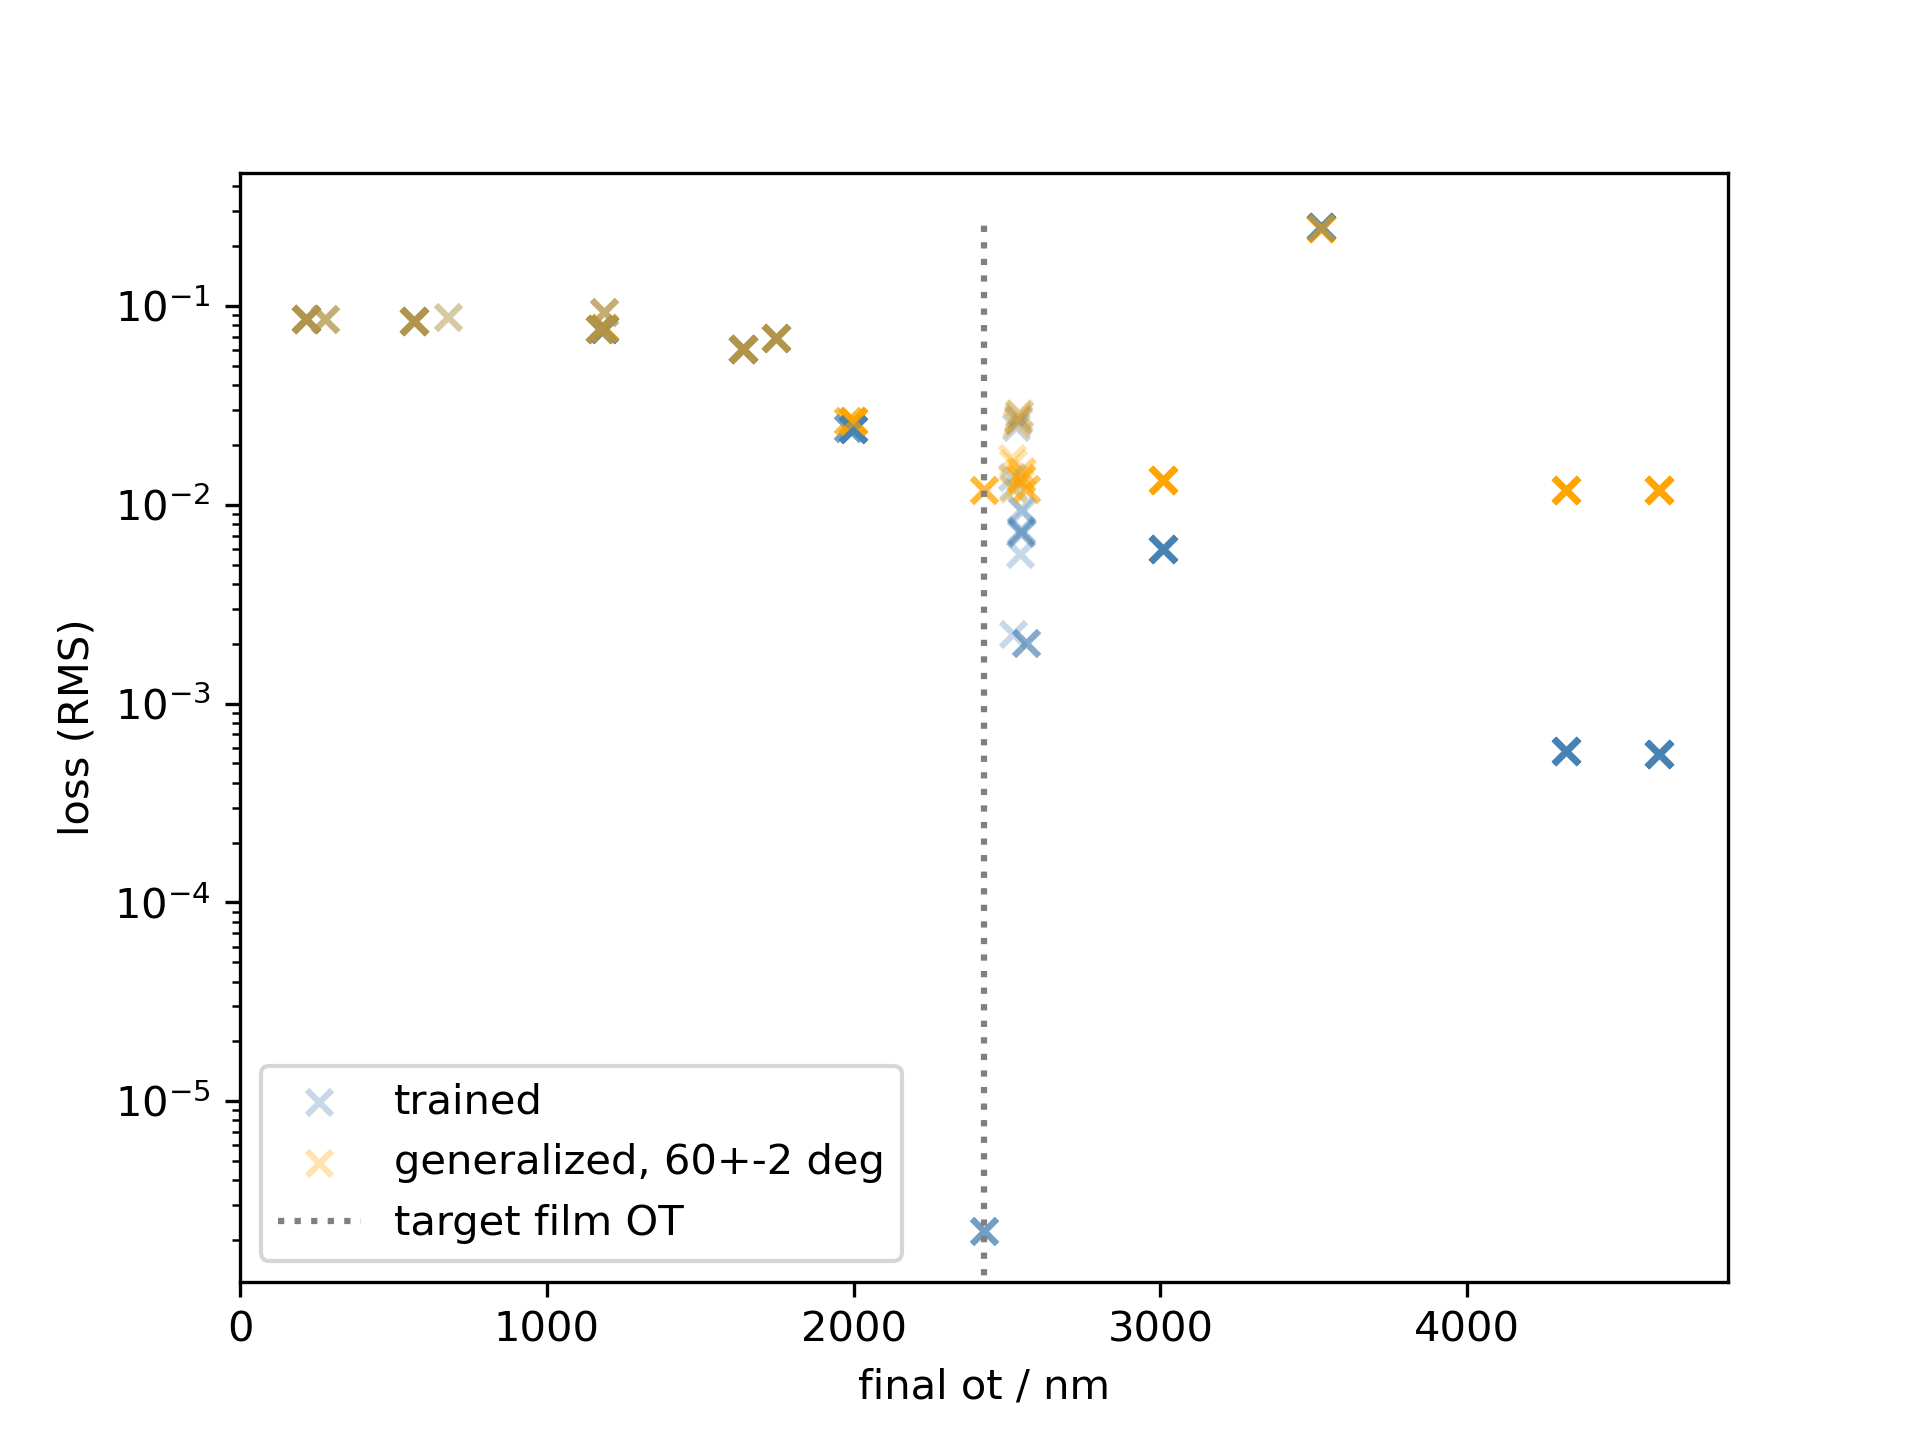 10⁻¹
10⁻²
10⁻³
10⁻⁴
10⁻⁵
loss (RMS)
trained
generalized, 60+-2 deg
target film OT
0 1000 2000 3000 4000
final ot / nm